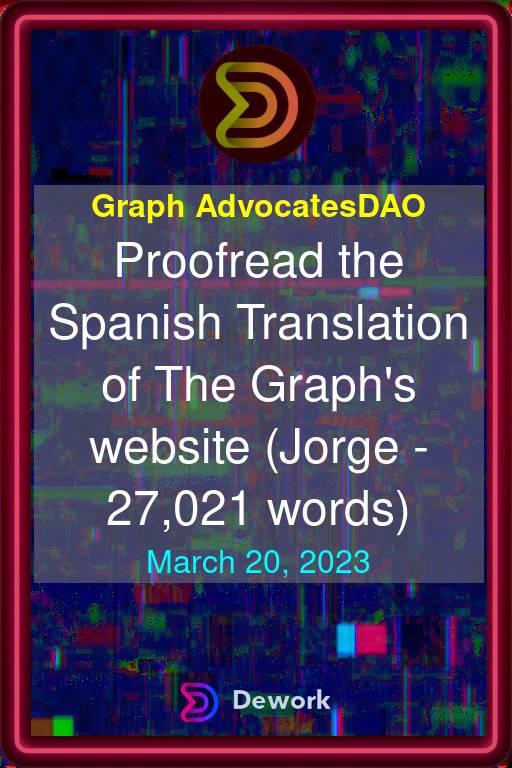 Graph AdvocatesDAO
Proofread the
Spanish Translation
of The Graph's
website (Jorge -
27,021 words)
March 20, 2023
Dework